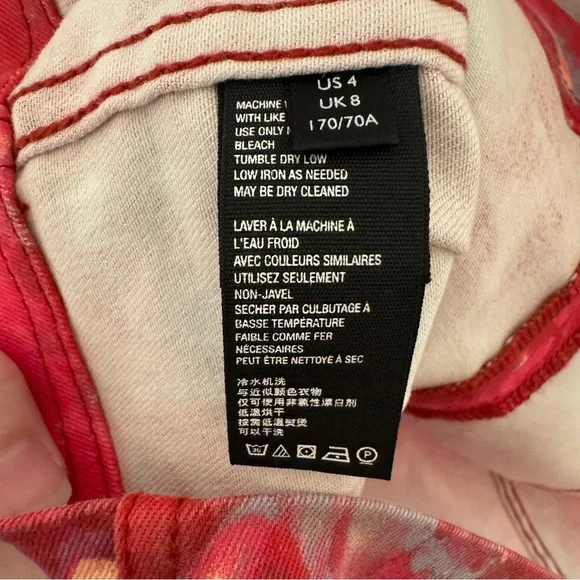 US 4
UK 8
170/70A
MACHINE
WITH LIKE
USE ONLY
BLEACH
TUMBLE DRY LOW
LOW IRON AS NEEDED
MAY BE DRY CLEANED
LAVER À LA MACHINE À
L'EAU FROID
AVEC COULEURS SIMILAIRES
UTILISEZ SEULEMENT
NON-JAVEL
SECHER PAR CULBUTAGE À
BASSE TEMPÉRATURE
FAIBLE COMME FER
NÉCESSAIRES
PEUT ÊTRE NETTOYÉ À SEC
冷水机洗
与近似颜色衣物
仅可使用非氯性漂白剂
低温烘干
按需低温熨烫
可以干洗
30
P